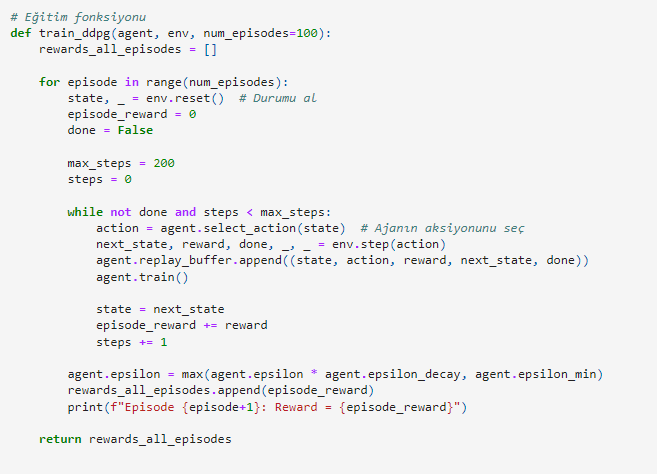 # Eğitim fonksiyonu
def train_ddpg(agent, env, num_episodes=100):
    rewards_all_episodes = []

    for episode in range(num_episodes):
        state, _ = env.reset()  # Durumu al
        episode_reward = 0
        done = False

        max_steps = 200
        steps = 0

        while not done and steps < max_steps:
            action = agent.select_action(state)  # Ajanın aksiyonunu seç
            next_state, reward, done, _, _ = env.step(action)
            agent.replay_buffer.append((state, action, reward, next_state, done))
            agent.train()

            state = next_state
            episode_reward += reward
            steps += 1

        agent.epsilon = max(agent.epsilon * agent.epsilon_decay, agent.epsilon_min)
        rewards_all_episodes.append(episode_reward)
        print(f"Episode {episode+1}: Reward = {episode_reward}")

    return rewards_all_episodes